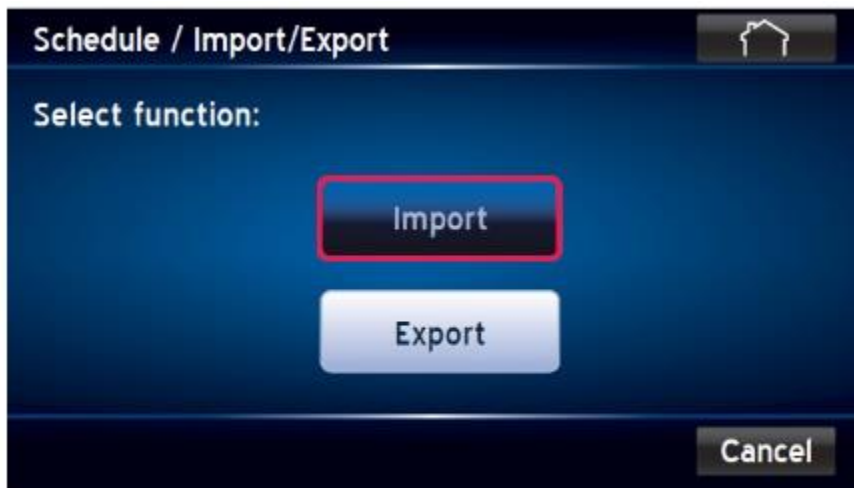 Schedule / Import/Export
Select function:
Import
Export
Cancel